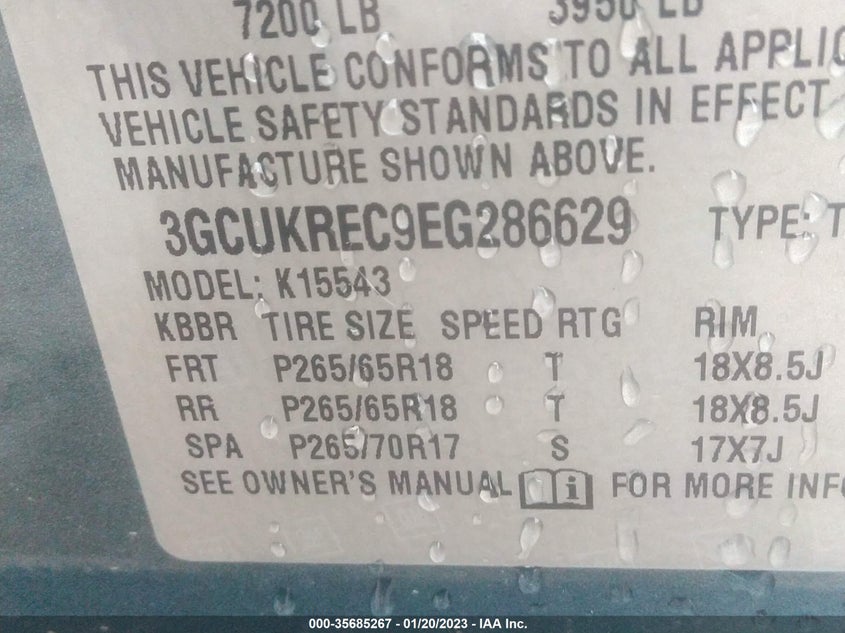 7200 LB 3950 LB
THIS VEHICLE CONFORMS TO ALL
VEHICLE SAFETY STANDARDS IN EFFECT
MANUFACTURE SHOWN ABOVE.
3GCUKREC9EG286629 TYPE: T
MODEL: K15543
KBBR TIRE SIZE SPEED RTG RIM
FRT P265/65R18 T 18X8.5J
RR P265/65R18 T 18X8.5J
SPA P265/70R17 S 17X7J
SEE OWNER'S MANUAL i FOR MORE
000-35685267 - 01/20/2023 - IAA Inc.